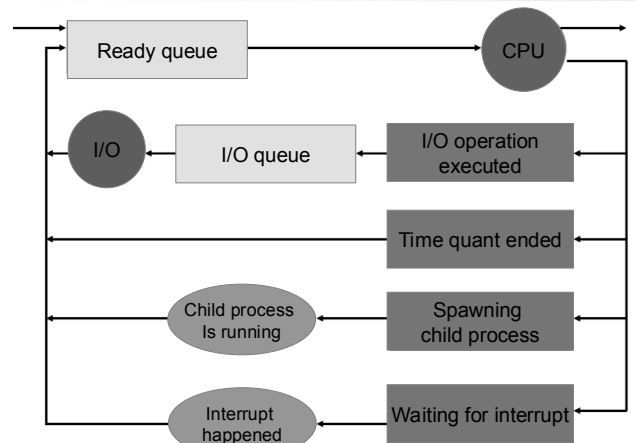 Ready queue
CPU
I/O
I/O queue
I/O operation
executed
Time quant ended
Child process
Is running
Spawning
child process
Interrupt
happened
Waiting for interrupt